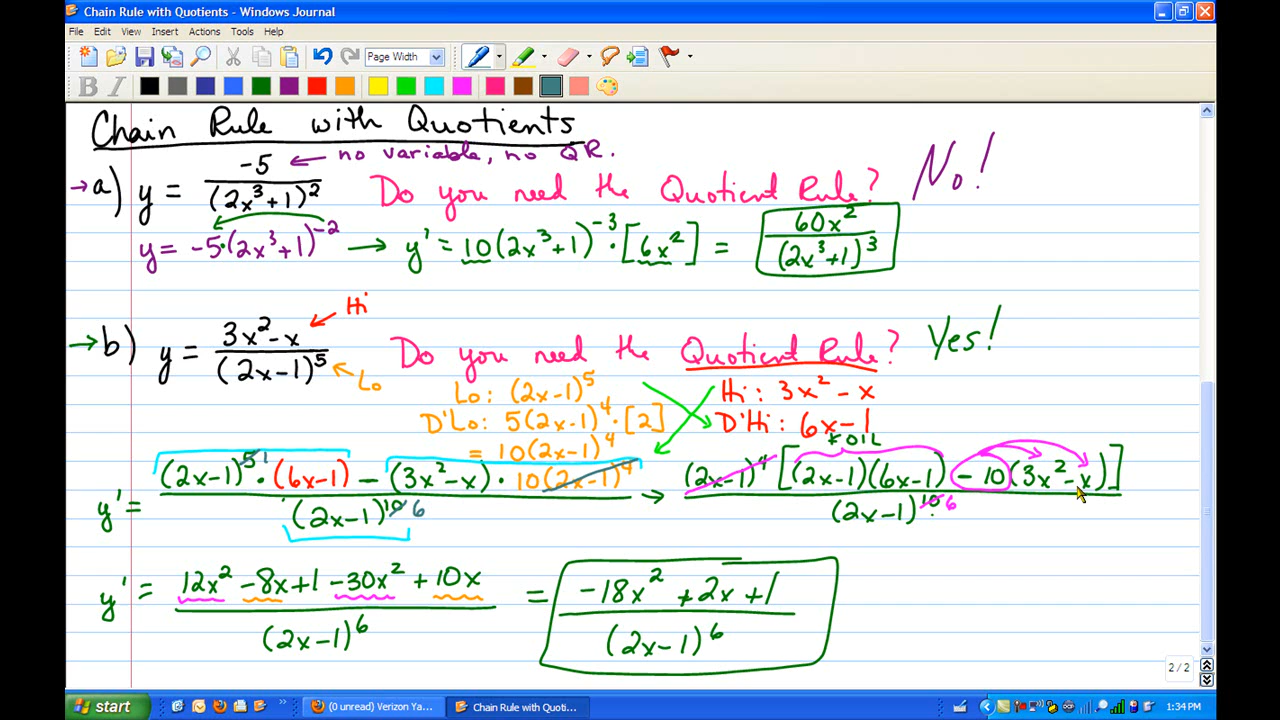 Chain Rule with Quotients - Windows Journal
File Edit View Insert Actions Tools Help
Page Width
B I
Chain Rule with Quotients
→ a) y = -5/(2x³+1)² ← no variable, no QR. Do you need the Quotient Rule? No!
y = -5·(2x³+1)⁻² → y' = 10(2x³+1)⁻³·[6x²] = 60x²/(2x³+1)³
→ b) y = (3x²-x)/(2x-1)⁵ Hi Lo Do you need the Quotient Rule? Yes!
Lo: (2x-1)⁵ Hi: 3x²-x
D'Lo: 5(2x-1)⁴·[2] D'Hi: 6x-1
= 10(2x-1)⁴ FOIL
y' = ((2x-1)⁵ ¹·(6x-1) - (3x²-x)·10(2x-1)⁴)/(2x-1)¹⁰ ⁶ → (2x-1)⁴[(2x-1)(6x-1) - 10(3x²-x)]/(2x-1)¹⁰ ⁶
y' = (12x² -8x+1 -30x² +10x)/(2x-1)⁶ = (-18x² +2x +1)/(2x-1)⁶
2 / 2
start (0 unread) Verizon Ya... Chain Rule with Quoti... 1:34 PM